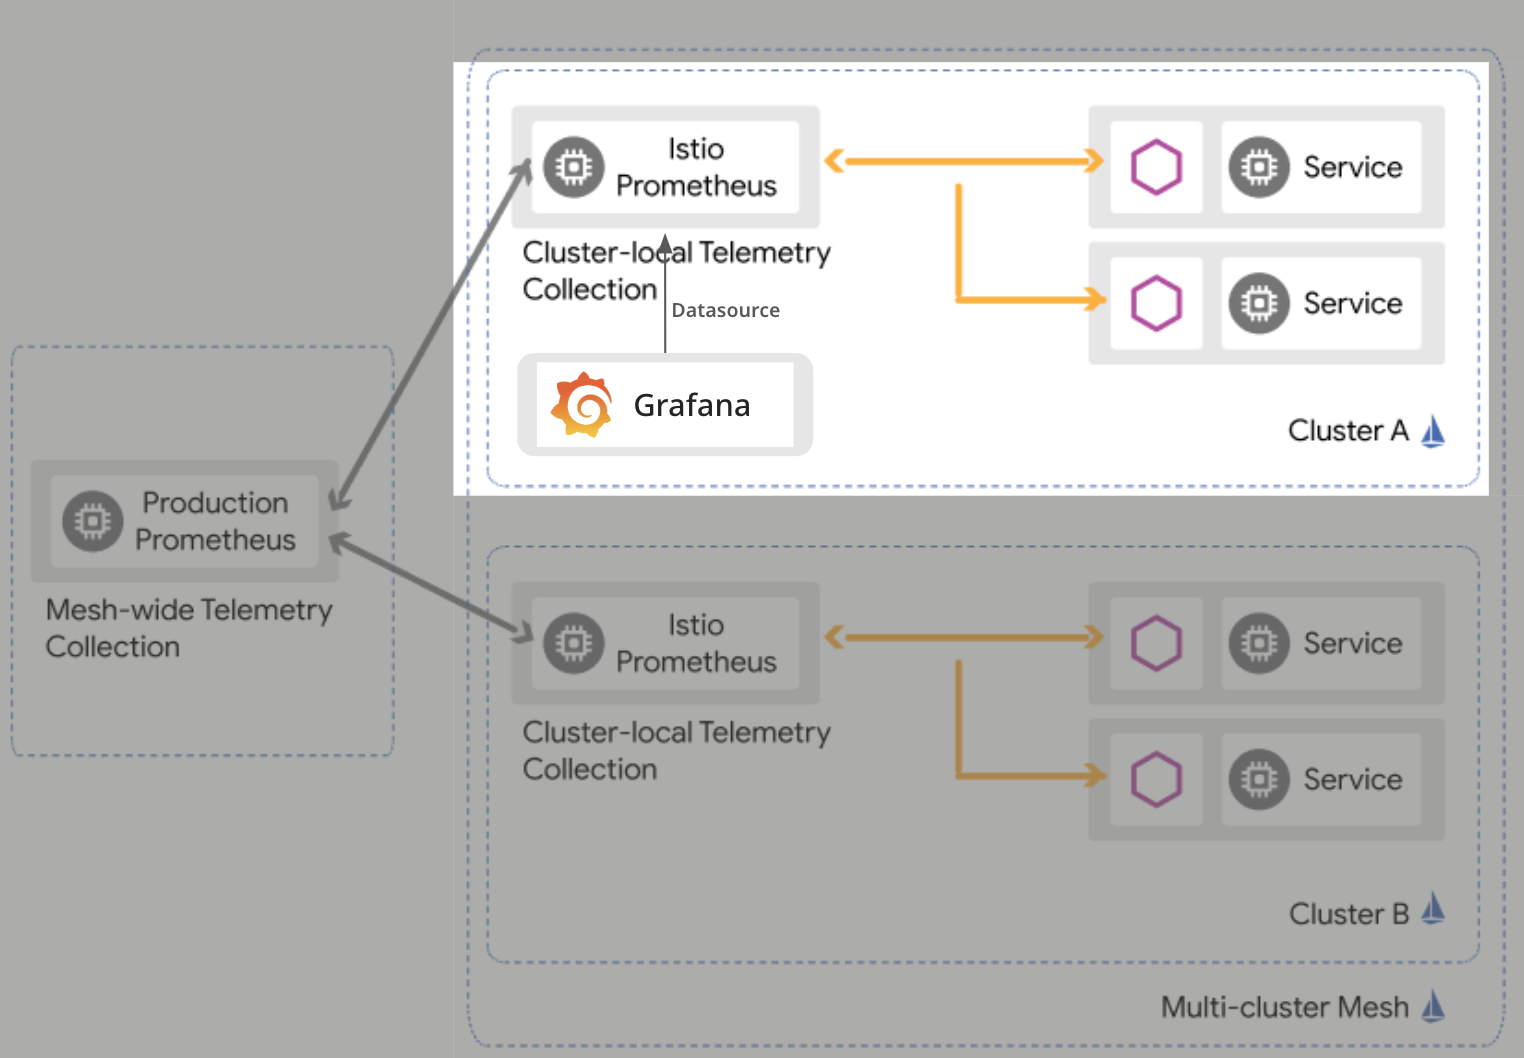 Istio
Prometheus
Service
Cluster-local Telemetry
Collection
Datasource
Service
Grafana
Cluster A
Production
Prometheus
Mesh-wide Telemetry
Collection
Istio
Prometheus
Service
Cluster-local Telemetry
Collection
Service
Cluster B
Multi-cluster Mesh